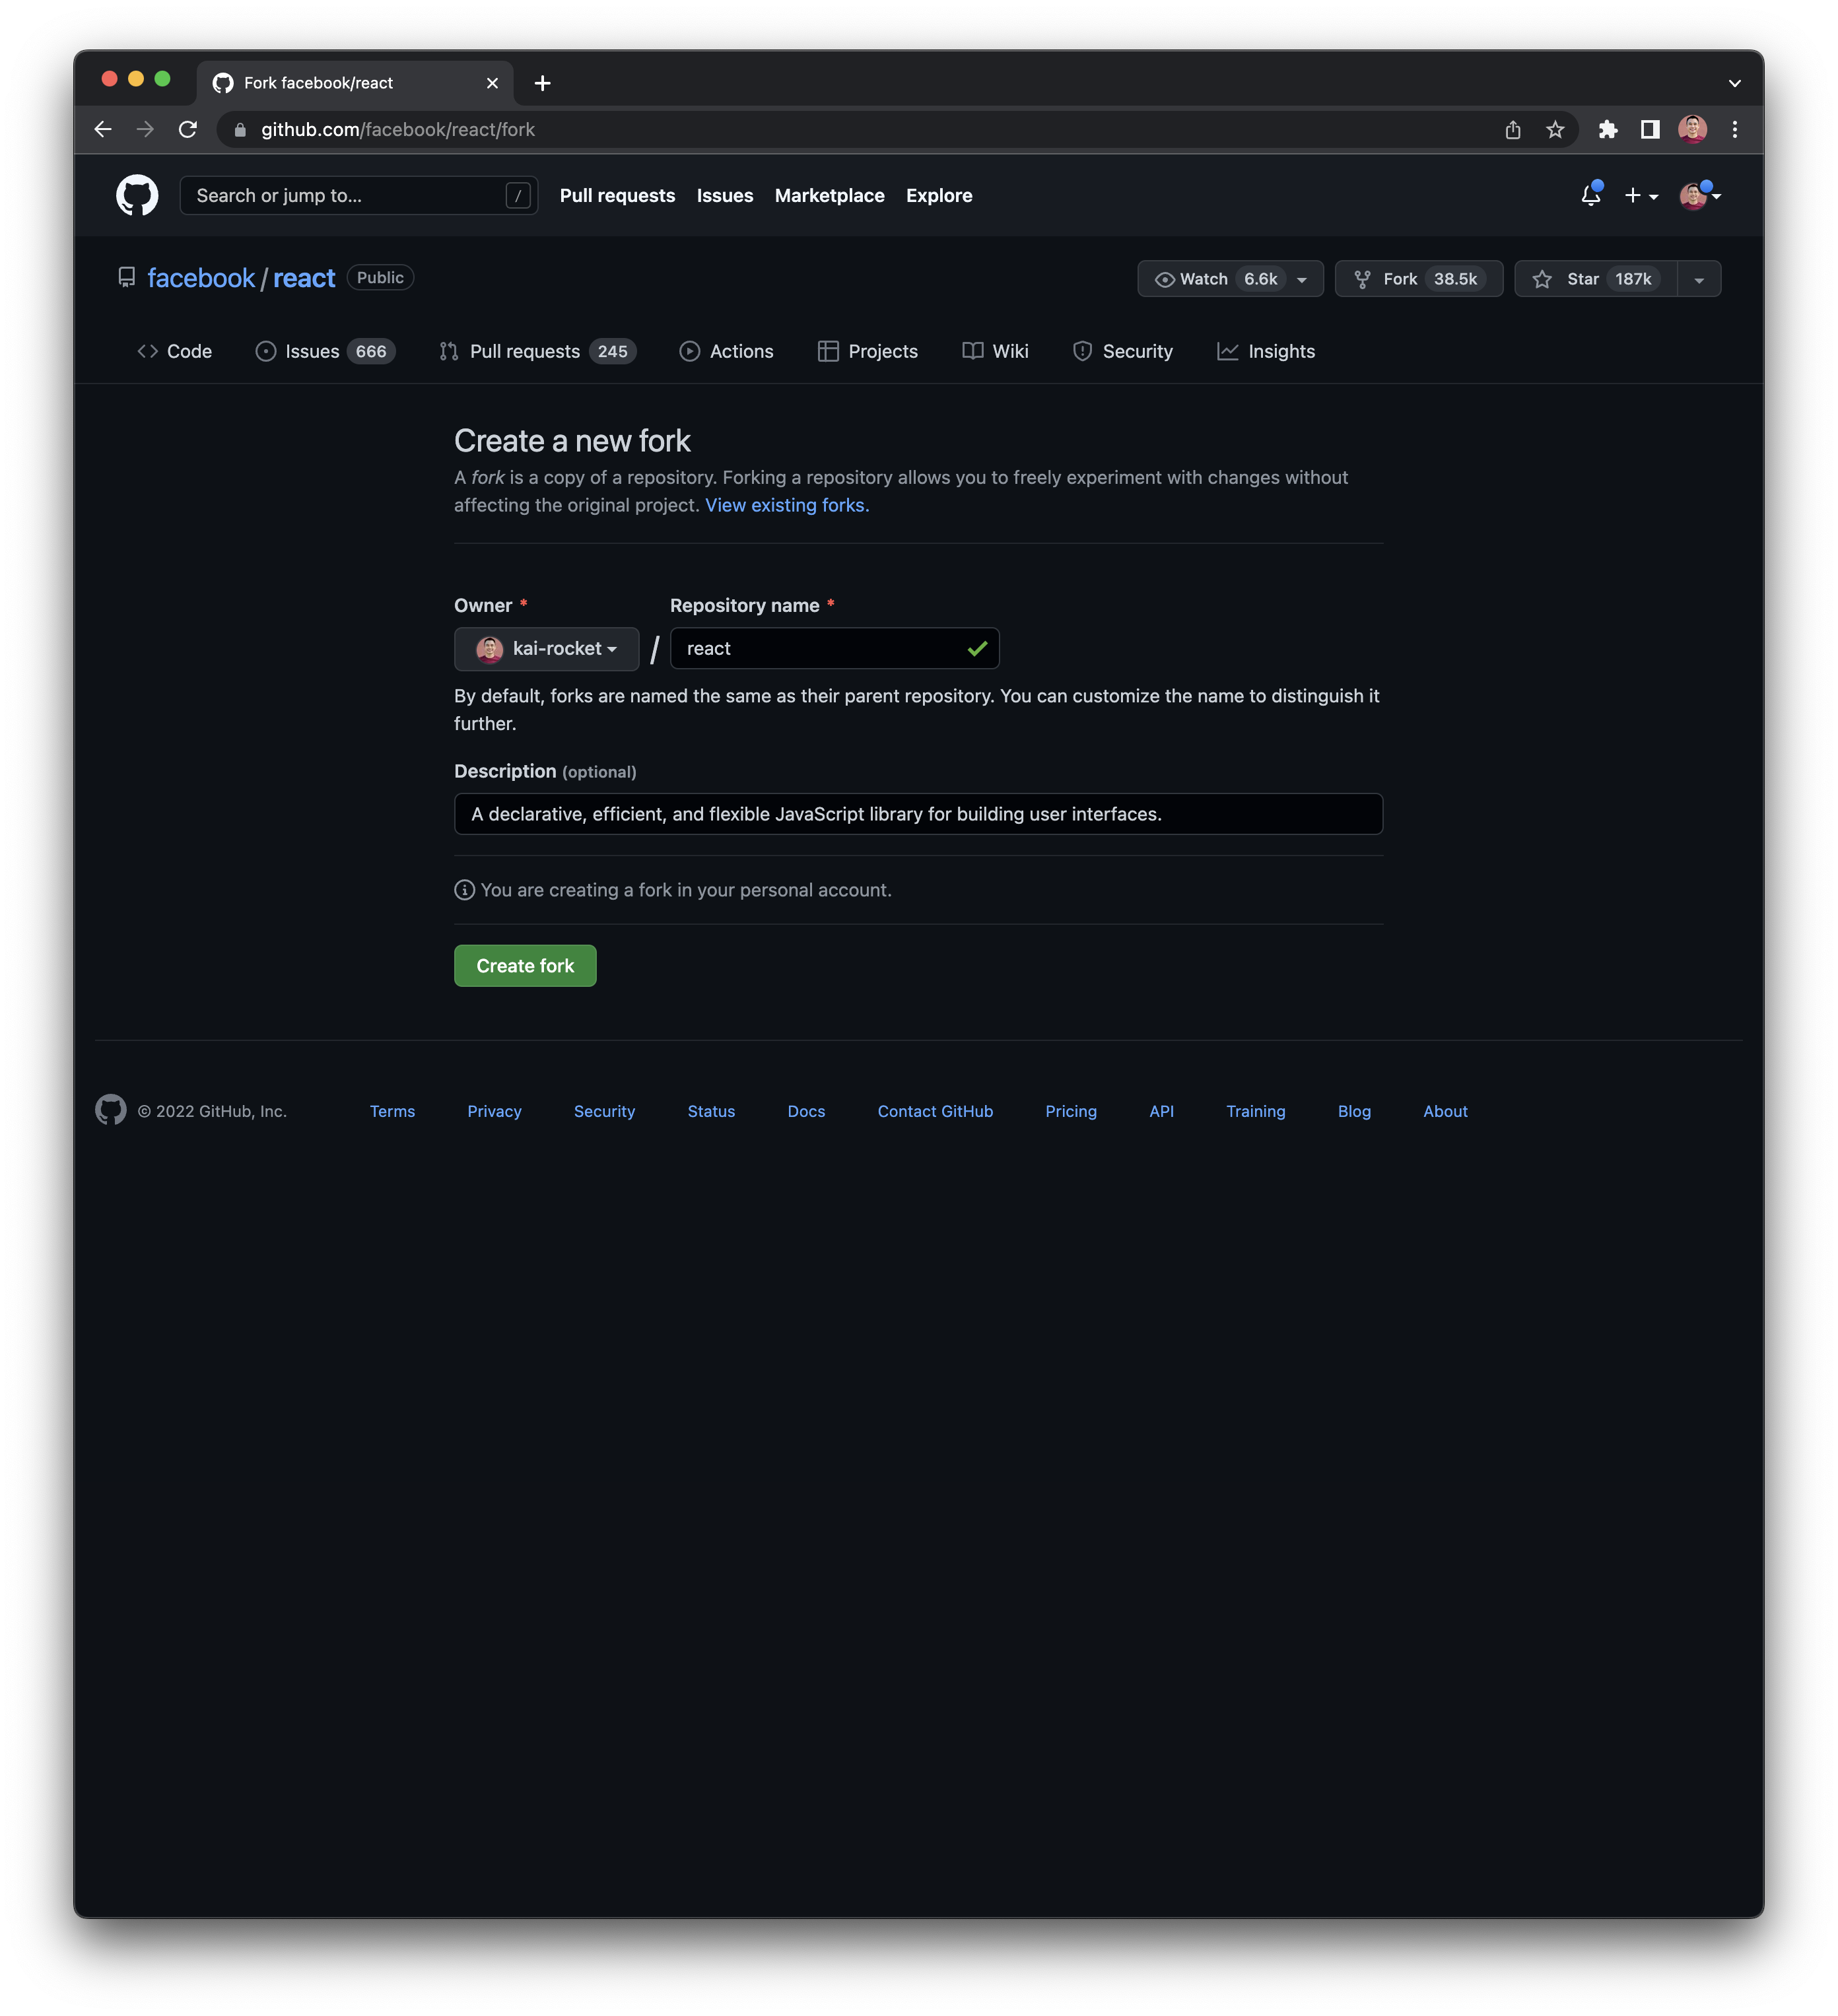 Fork facebook/react
github.com/facebook/react/fork
Search or jump to... /
Pull requests Issues Marketplace Explore
facebook / react Public
Watch 6.6k Fork 38.5k Star 187k
Code Issues 666 Pull requests 245 Actions Projects Wiki Security Insights
Create a new fork
A fork is a copy of a repository. Forking a repository allows you to freely experiment with changes without
affecting the original project. View existing forks.
Owner * Repository name *
kai-rocket / react
By default, forks are named the same as their parent repository. You can customize the name to distinguish it
further.
Description (optional)
A declarative, efficient, and flexible JavaScript library for building user interfaces.
You are creating a fork in your personal account.
Create fork
© 2022 GitHub, Inc. Terms Privacy Security Status Docs Contact GitHub Pricing API Training Blog About